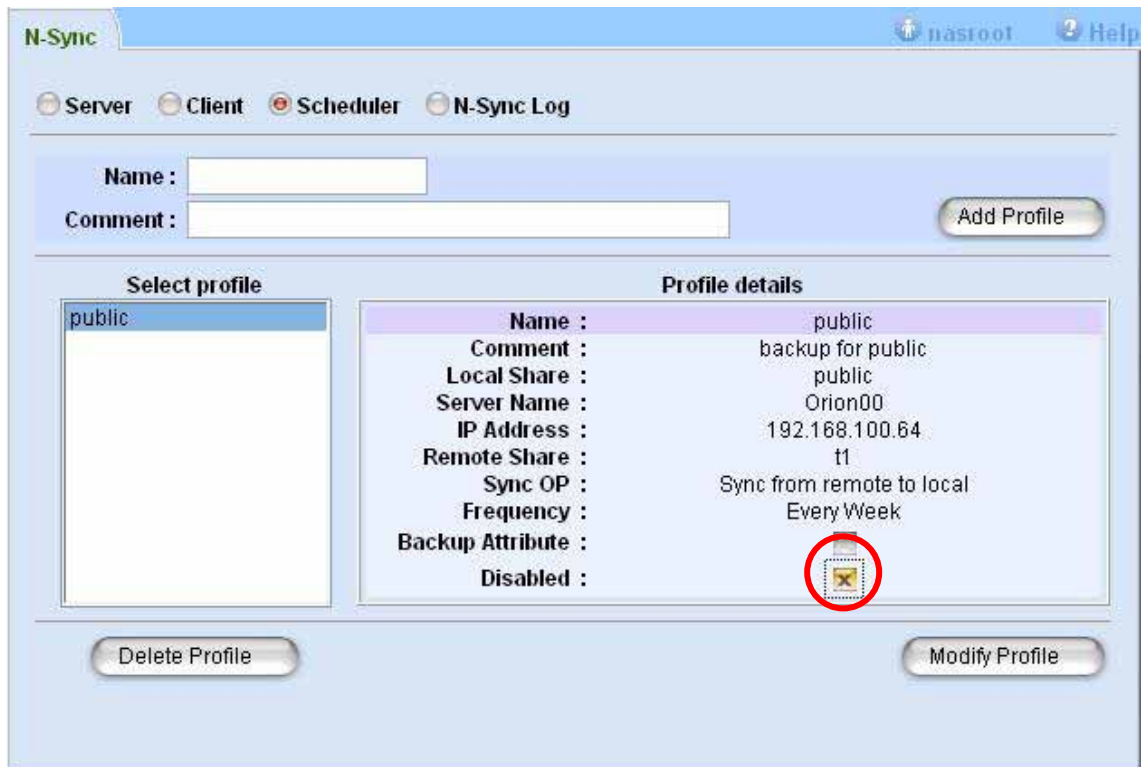 N-Sync nasroot Help
Server Client Scheduler N-Sync Log
Name :
Comment : Add Profile
Select profile Profile details
public
Name : public
Comment : backup for public
Local Share : public
Server Name : Orion00
IP Address : 192.168.100.64
Remote Share : t1
Sync OP : Sync from remote to local
Frequency : Every Week
Backup Attribute :
Disabled :
Delete Profile Modify Profile